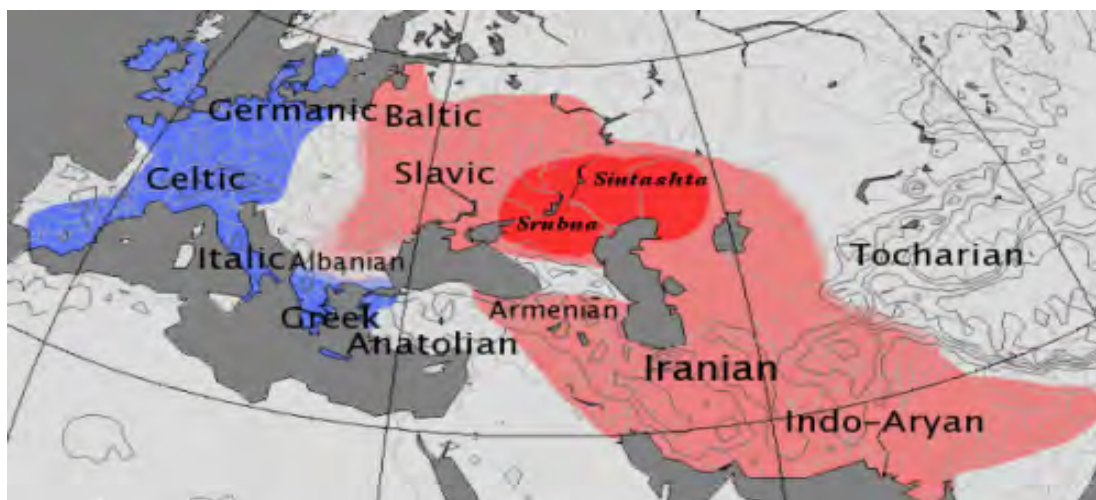 Germanic
Baltic
Celtic
Slavic
Sintashta
Srubna
Italic
Albanian
Tocharian
Greek
Armenian
Anatolian
Iranian
Indo-Aryan